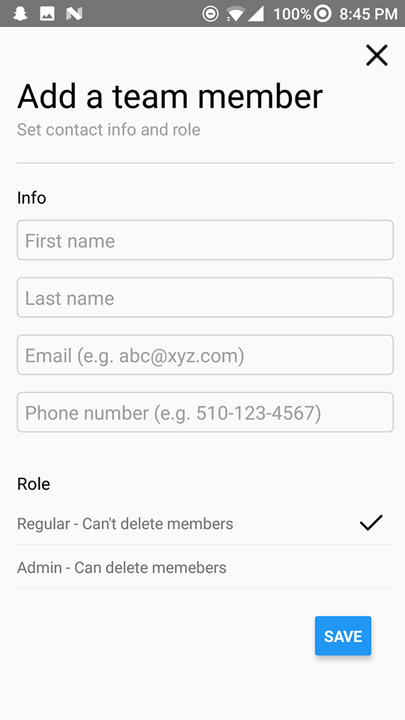 100% 8:45 PM
Add a team member
Set contact info and role
Info
First name
Last name
Email (e.g. abc@xyz.com)
Phone number (e.g. 510-123-4567)
Role
Regular - Can't delete members
Admin - Can delete memebers
SAVE